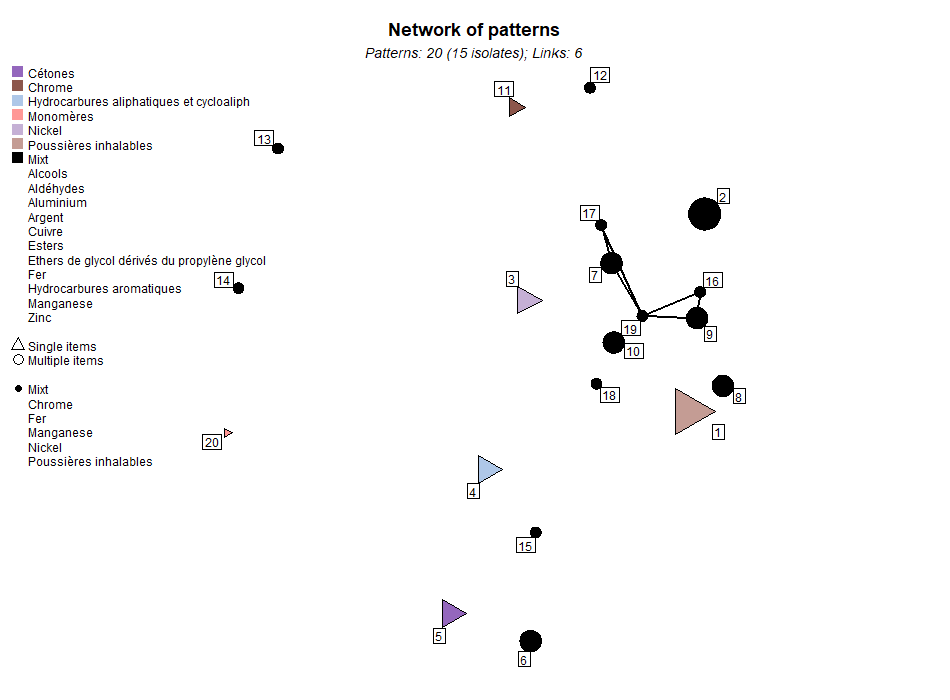 Network of patterns
Patterns: 20 (15 isolates); Links: 6
Cétones
Chrome
Hydrocarbures aliphatiques et cycloaliph
Monomères
Nickel
Poussières inhalables
Mixt
Alcools
Aldéhydes
Aluminium
Argent
Cuivre
Esters
Ethers de glycol dérivés du propylène glycol
Fer
Hydrocarbures aromatiques
Manganese
Zinc
Single items
Multiple items
Mixt
Chrome
Fer
Manganese
Nickel
Poussières inhalables
12
11
13
2
17
7
3
14
16
19
9
10
8
18
1
20
4
15
5
6